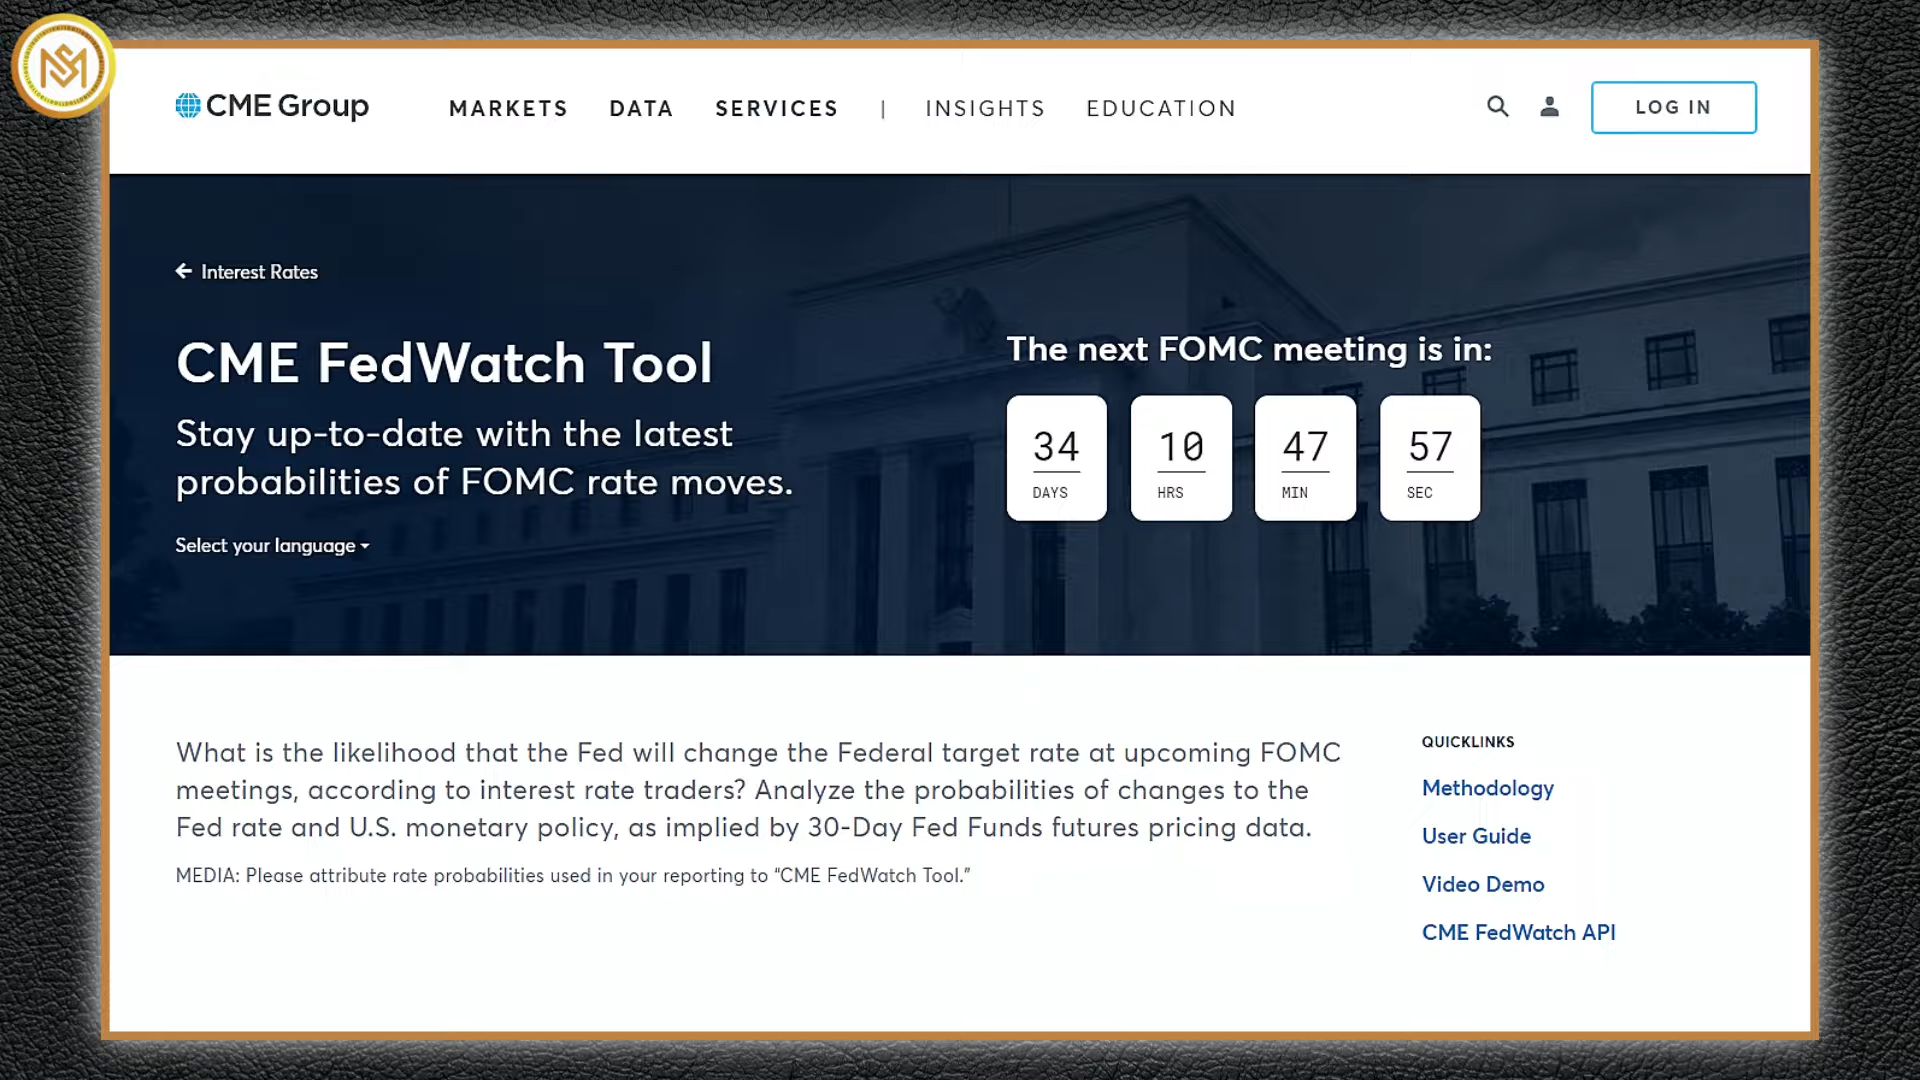 CME Group
MARKETS DATA SERVICES | INSIGHTS EDUCATION
LOG IN
Interest Rates
CME FedWatch Tool
Stay up-to-date with the latest
probabilities of FOMC rate moves.
Select your language
The next FOMC meeting is in:
34 10 47 57
DAYS HRS MIN SEC
What is the likelihood that the Fed will change the Federal target rate at upcoming FOMC
meetings, according to interest rate traders? Analyze the probabilities of changes to the
Fed rate and U.S. monetary policy, as implied by 30-Day Fed Funds futures pricing data.
MEDIA: Please attribute rate probabilities used in your reporting to “CME FedWatch Tool.”
QUICKLINKS
Methodology
User Guide
Video Demo
CME FedWatch API